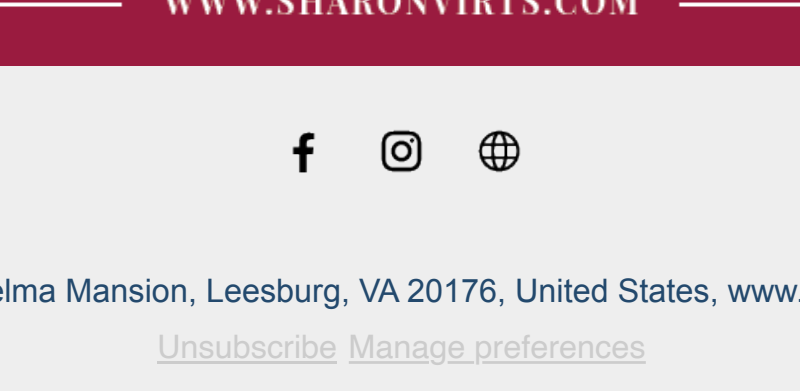 WWW.SHARONVIRTS.COM
elma Mansion, Leesburg, VA 20176, United States, www.
Unsubscribe Manage preferences